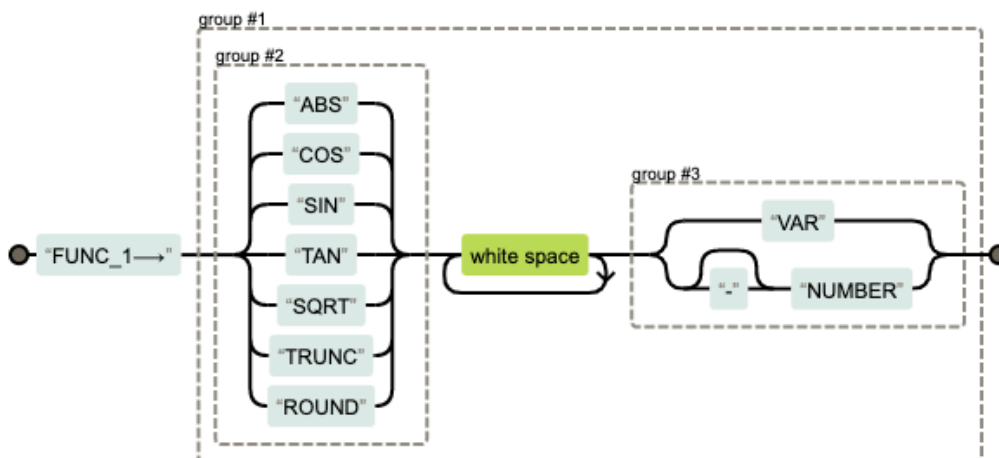 group #1
group #2
“ABS”
“COS”
“SIN”
“FUNC_1⟶”
“TAN”
“SQRT”
“TRUNC”
“ROUND”
white space
group #3
“VAR”
“-”
“NUMBER”